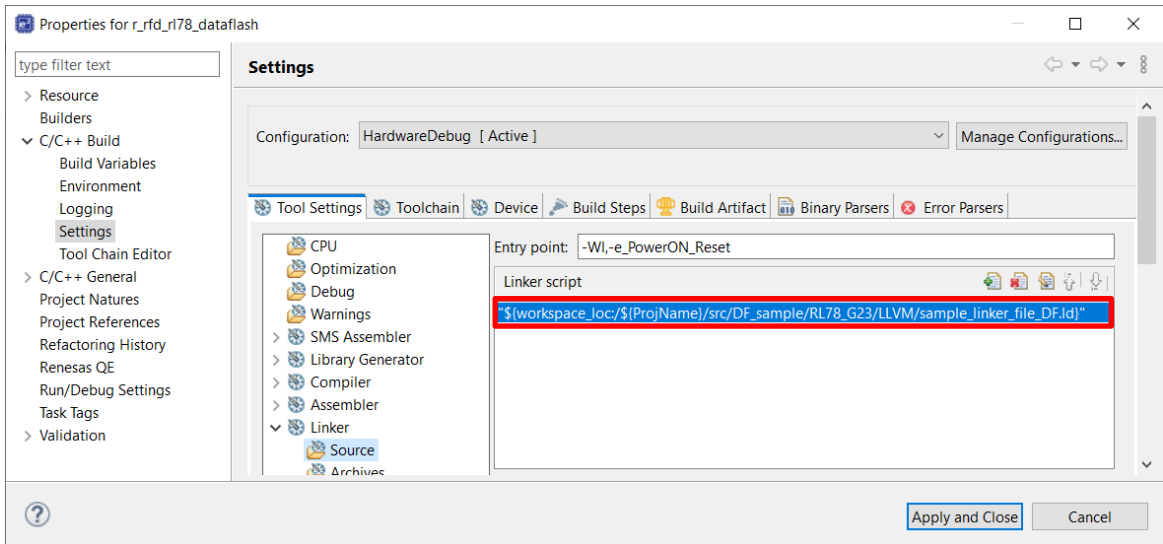 Properties for r_rfd_rl78_dataflash
type filter text
Resource
Builders
C/C++ Build
Build Variables
Environment
Logging
Settings
Tool Chain Editor
C/C++ General
Project Natures
Project References
Refactoring History
Renesas QE
Run/Debug Settings
Task Tags
Validation
Settings
Configuration: HardwareDebug [ Active ] Manage Configurations...
Tool Settings Toolchain Device Build Steps Build Artifact Binary Parsers Error Parsers
CPU
Optimization
Debug
Warnings
SMS Assembler
Library Generator
Compiler
Assembler
Linker
Source
Archives
Entry point: -Wl,-e_PowerON_Reset
Linker script
"${workspace_loc:/${ProjName}/src/DF_sample/RL78_G23/LLVM/sample_linker_file_DF.ld}"
Apply and Close Cancel